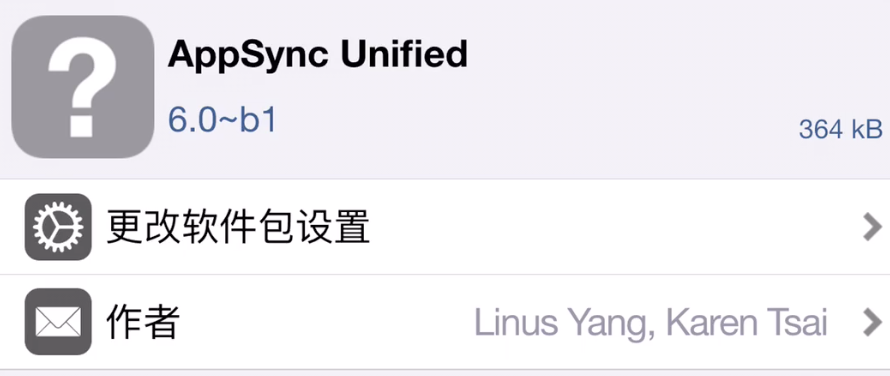 AppSync Unified
6.0~b1
364 kB
更改软件包设置
作者 Linus Yang, Karen Tsai